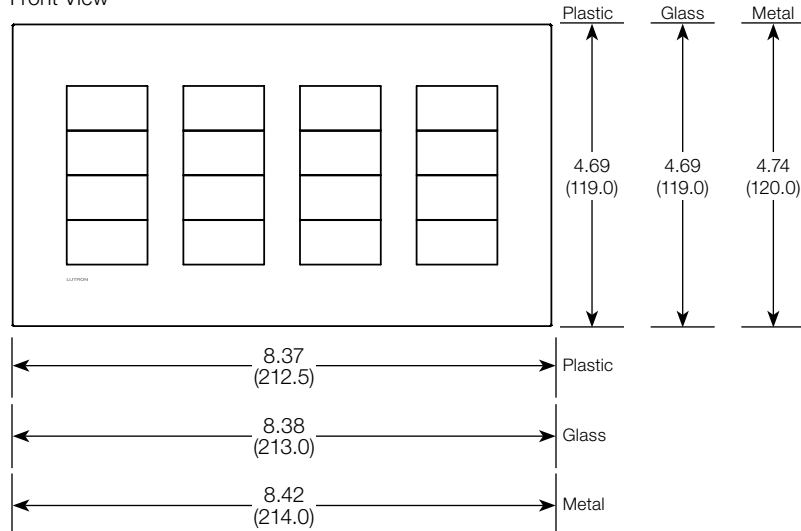 Front View
Plastic Glass Metal
4.69 4.69 4.74
(119.0) (119.0) (120.0)
LUTRON
8.37
(212.5)
Plastic
8.38
(213.0)
Glass
8.42
(214.0)
Metal